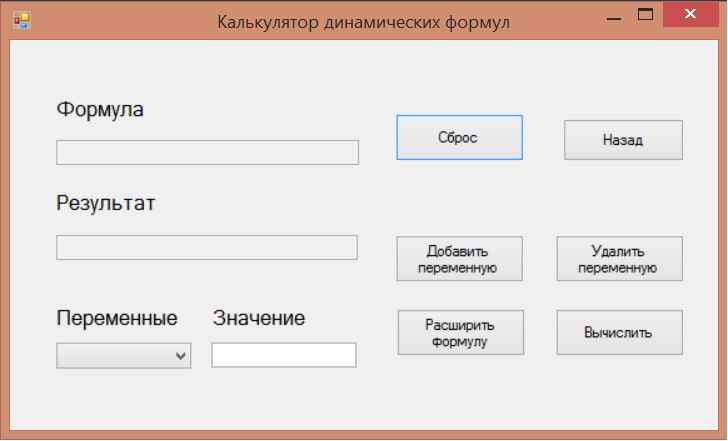 Калькулятор динамических формул
Формула
Сброс
Назад
Результат
Добавить
переменную
Удалить
переменную
Переменные
Значение
Расширить
формулу
Вычислить